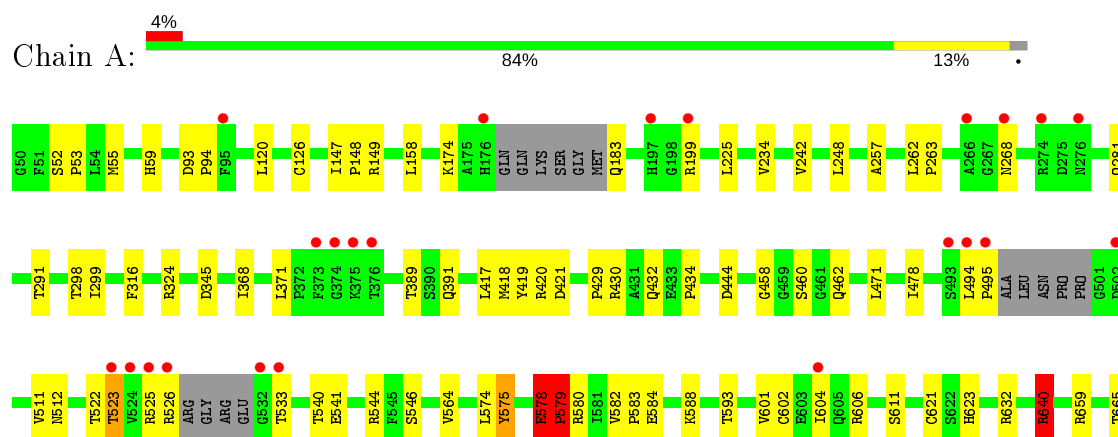 4%
Chain A:
84% 13% •
G50 F51 S52 P53 L54 M55 H59 D93 P94 F95 L120 C126 I147 P148 R149 L158 K174 A175 H176 GLN GLN LYS SER GLY MET Q183 H197 G198 R199 L225 V234 V242 L248 A257 L262 P263 A266 G267 N268 R274 D275 N276
T291 T298 I299 F316 R324 D345 I368 L371 P372 F373 G374 K375 T376 T389 S390 Q391 L417 M418 Y419 R420 D421 P429 R430 A431 Q432 E433 P434 D444 G458 G459 S460 G461 Q462 L471 I478 S493 L494 P495 ALA LEU ASN PRO PRO G501
V511 N512 T522 T523 V524 R525 R526 ARG GLY ARG GLU G532 T533 T540 E541 R544 F545 S546 V564 L574 Y575 E578 P579 R580 I581 V582 P583 E584 K588 T593 V601 C602 E603 I604 Q605 R606 S611 C621 S622 H623 R632 R640 R659